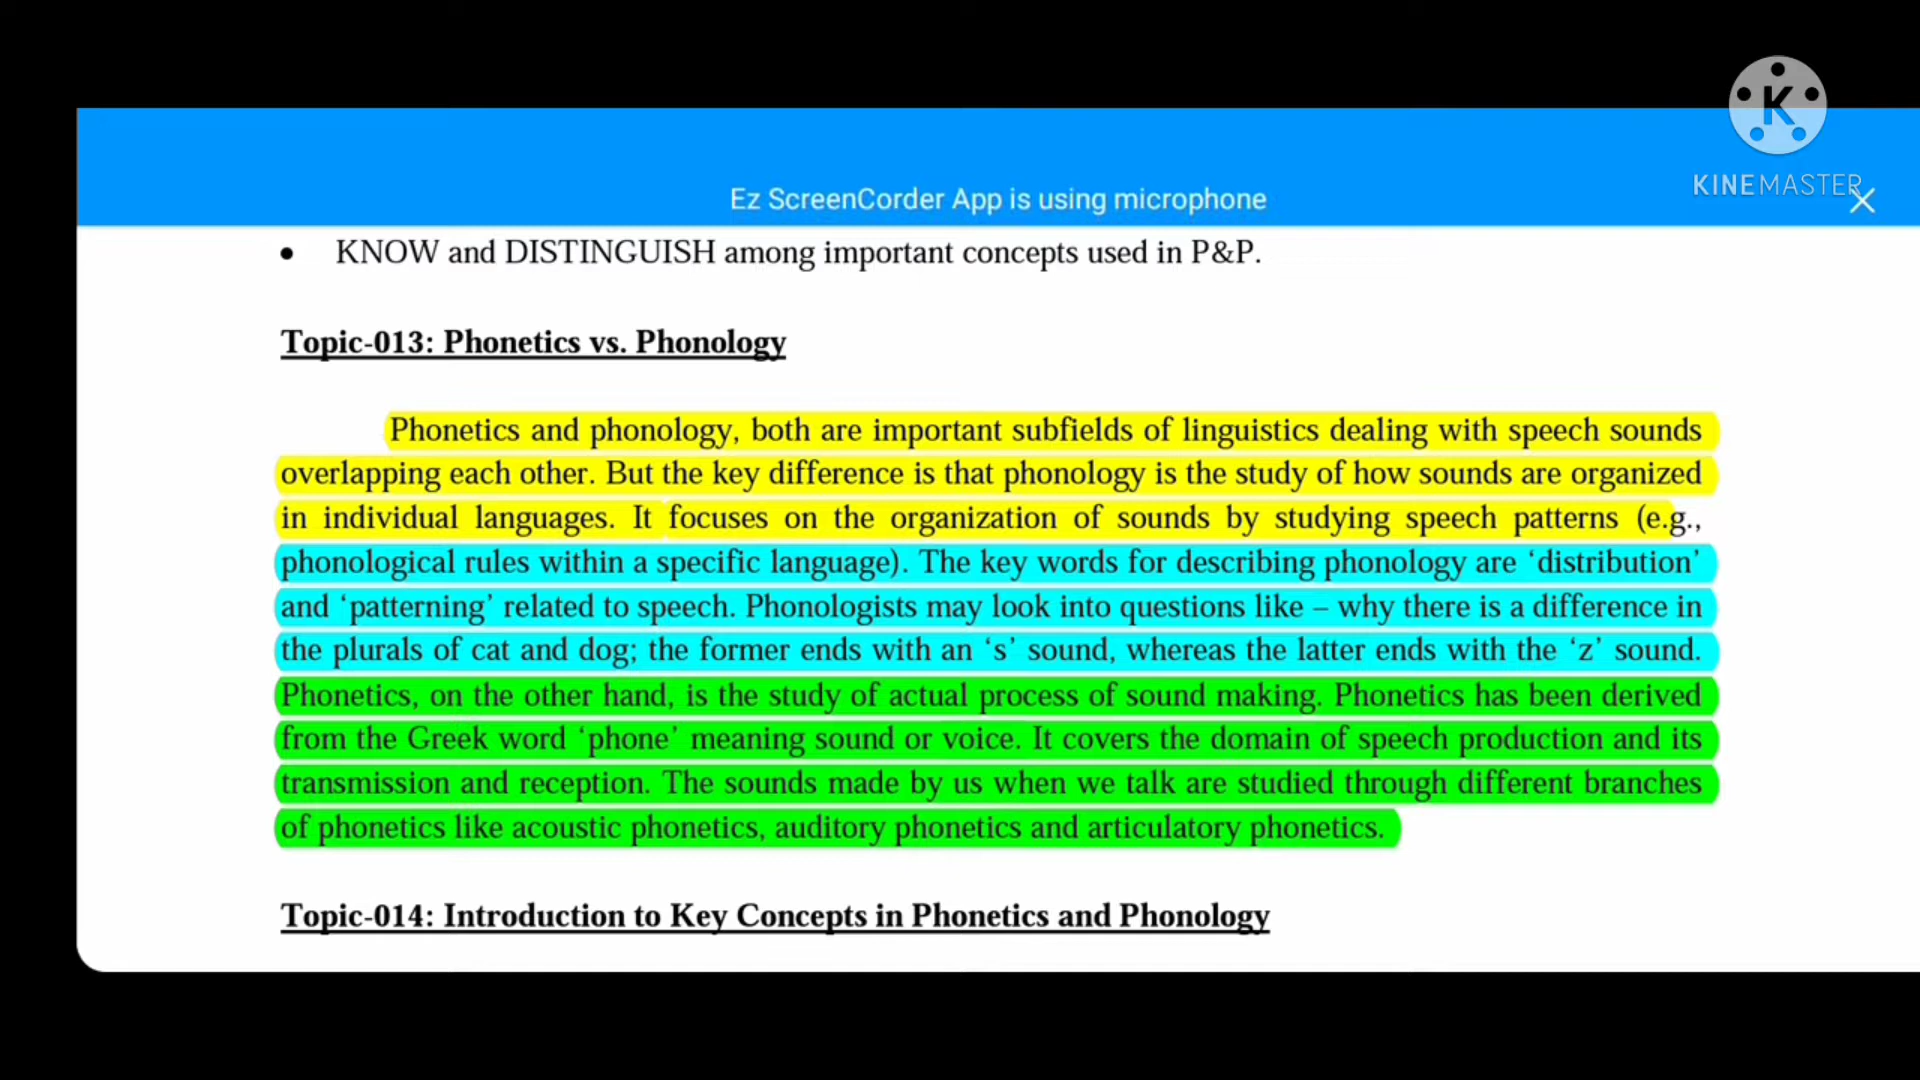 K
KINEMASTER
Ez ScreenCorder App is using microphone
• KNOW and DISTINGUISH among important concepts used in P&P.
Topic-013: Phonetics vs. Phonology
Phonetics and phonology, both are important subfields of linguistics dealing with speech sounds
overlapping each other. But the key difference is that phonology is the study of how sounds are organized
in individual languages. It focuses on the organization of sounds by studying speech patterns (e.g.,
phonological rules within a specific language). The key words for describing phonology are ‘distribution’
and ‘patterning’ related to speech. Phonologists may look into questions like – why there is a difference in
the plurals of cat and dog; the former ends with an ‘s’ sound, whereas the latter ends with the ‘z’ sound.
Phonetics, on the other hand, is the study of actual process of sound making. Phonetics has been derived
from the Greek word ‘phone’ meaning sound or voice. It covers the domain of speech production and its
transmission and reception. The sounds made by us when we talk are studied through different branches
of phonetics like acoustic phonetics, auditory phonetics and articulatory phonetics.
Topic-014: Introduction to Key Concepts in Phonetics and Phonology